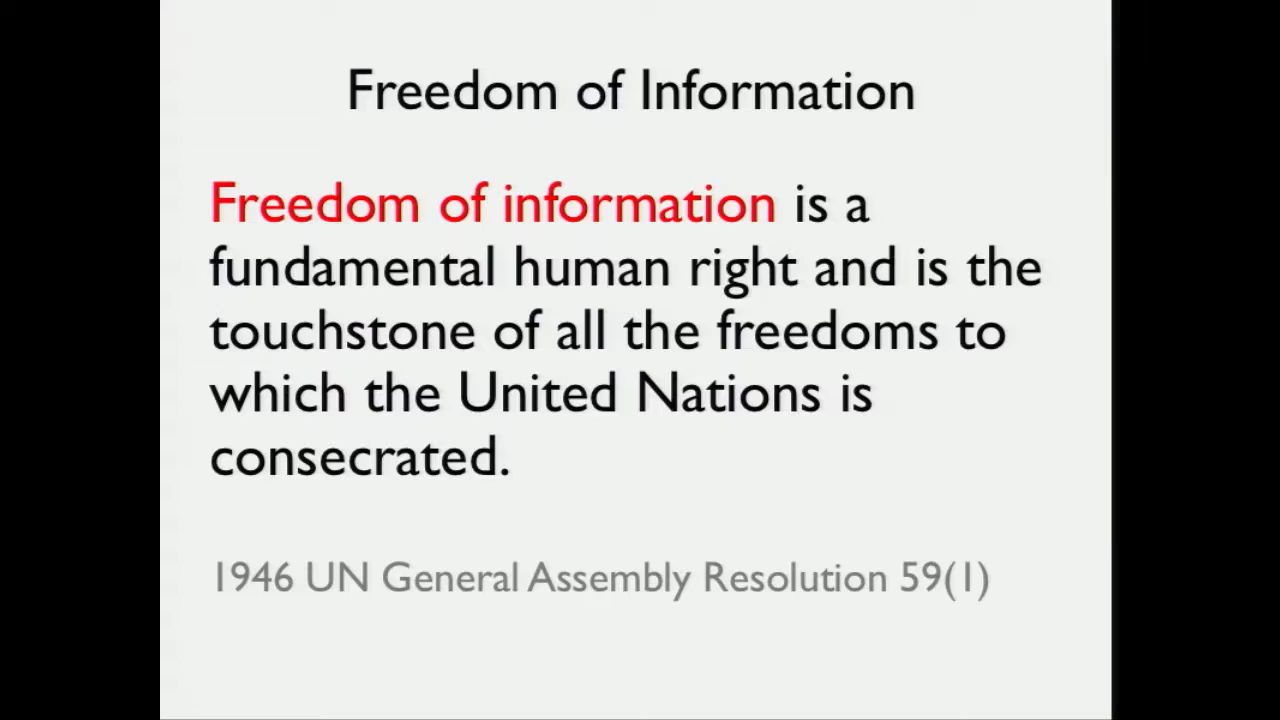 Freedom of Information
Freedom of information is a
fundamental human right and is the
touchstone of all the freedoms to
which the United Nations is
consecrated.
1946 UN General Assembly Resolution 59(1)